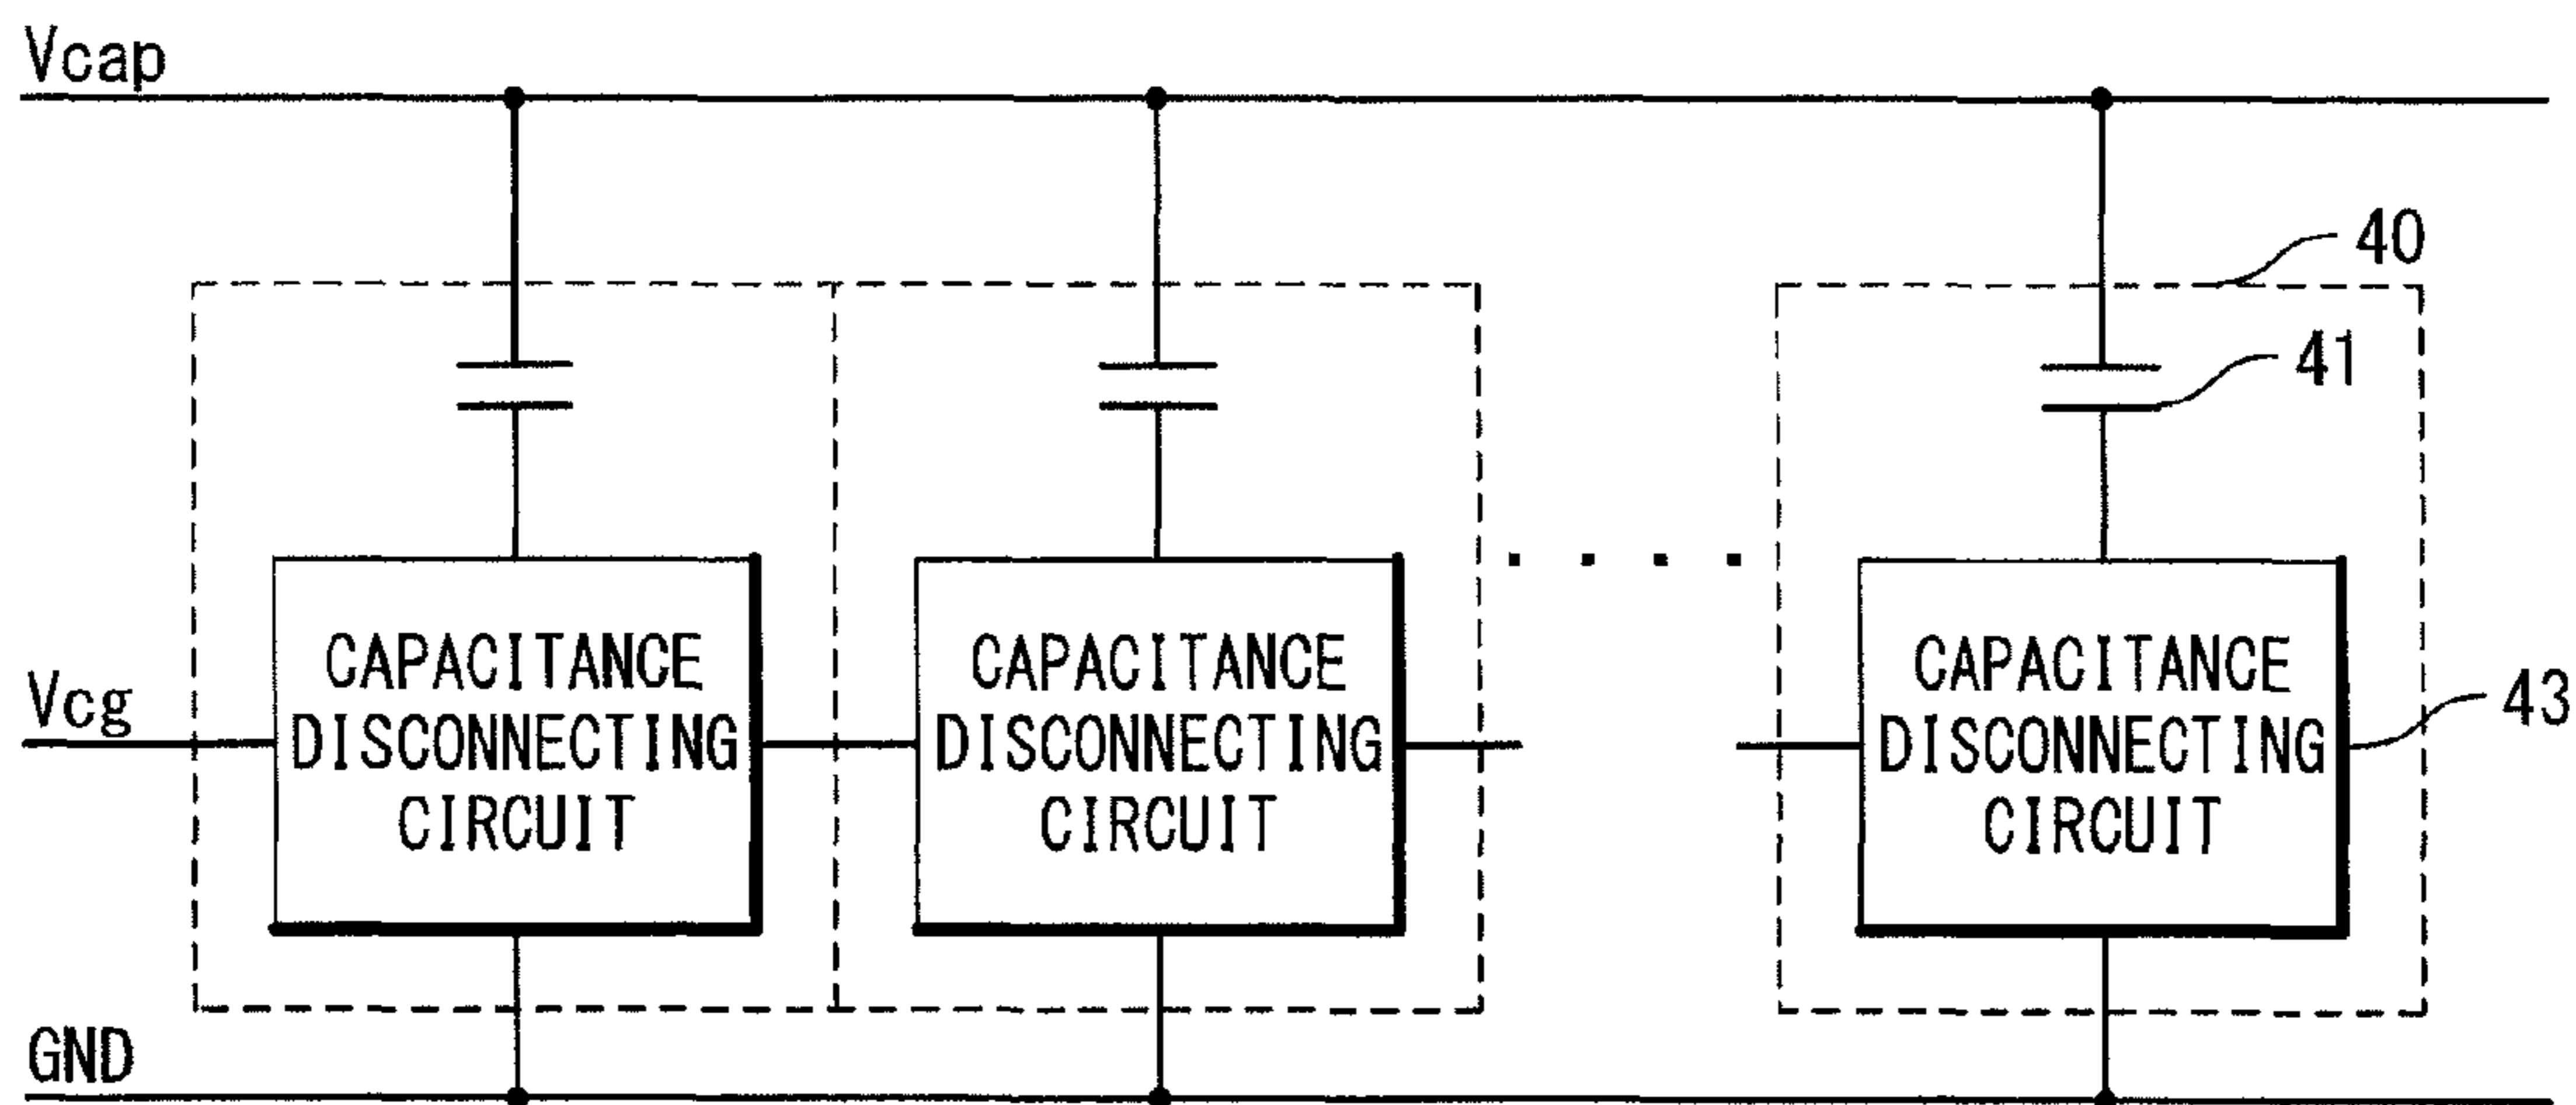 Vcap
40
41
CAPACITANCE
DISCONNECTING
CIRCUIT
CAPACITANCE
DISCONNECTING
CIRCUIT
CAPACITANCE
DISCONNECTING
CIRCUIT
Vcg
43
GND